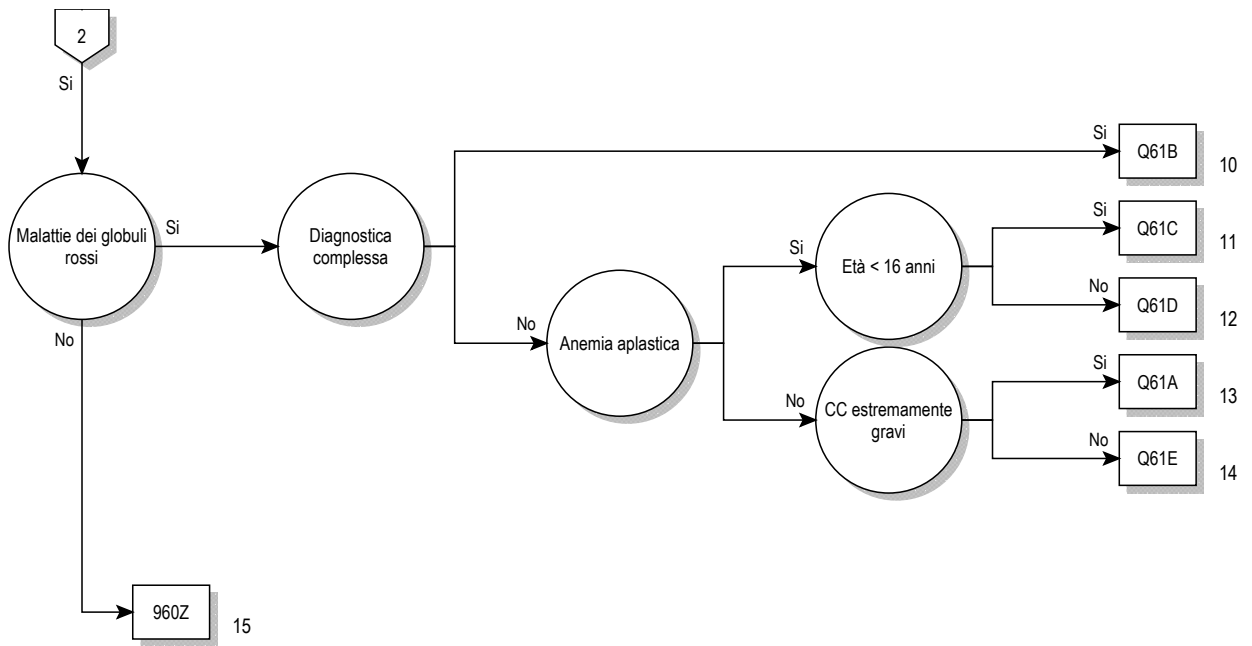 2
Si
Malattie dei globuli
rossi
Si
No
Diagnostica
complessa
Si
Q61B
10
No
Anemia aplastica
Si
Età < 16 anni
Si
Q61C
11
No
Q61D
12
No
CC estremamente
gravi
Si
Q61A
13
No
Q61E
14
960Z
15